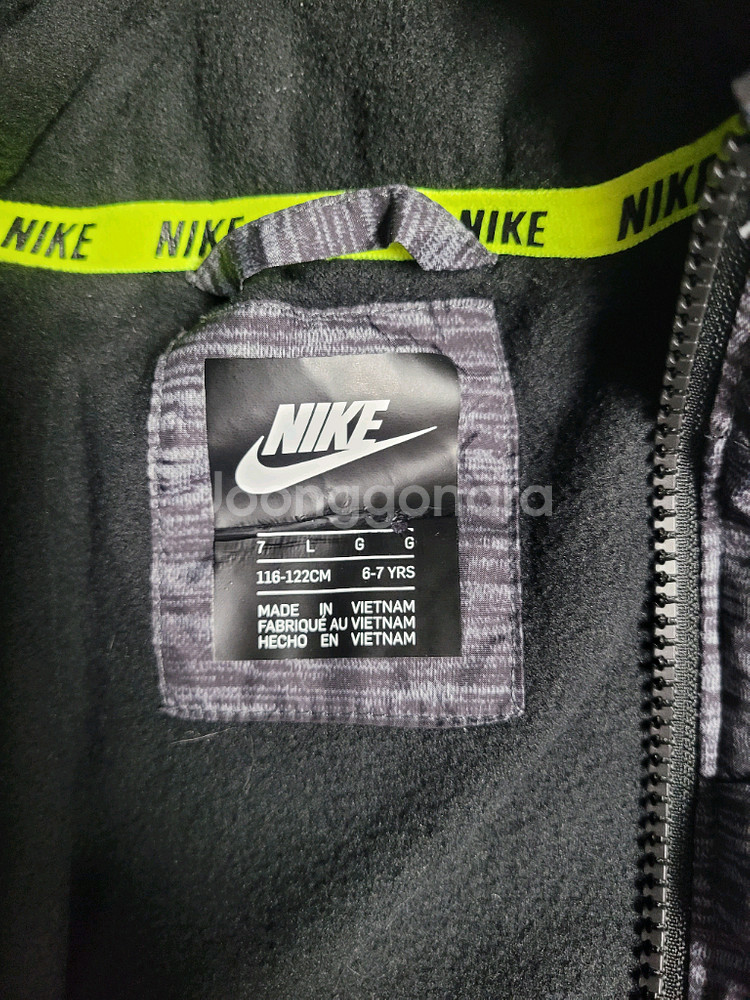 NIKE NIKE NIKE NIKE
NIKE
Joonggonara
7 L G G
116-122CM 6-7 YRS
MADE IN VIETNAM
FABRIQUÉ AU VIETNAM
HECHO EN VIETNAM